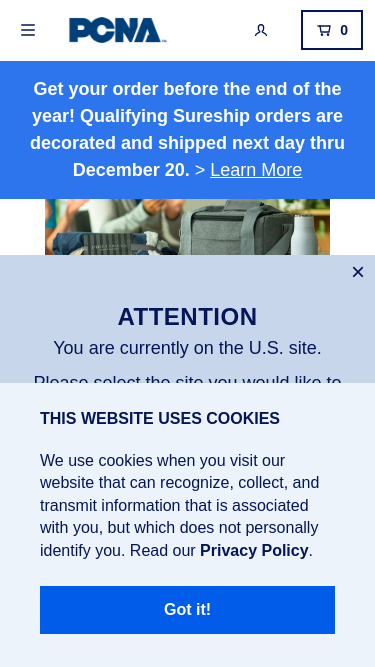 PCNA
0
Get your order before the end of the
year! Qualifying Sureship orders are
decorated and shipped next day thru
December 20. > Learn More
ATTENTION
You are currently on the U.S. site.
Please select the site you would like to
THIS WEBSITE USES COOKIES
We use cookies when you visit our
website that can recognize, collect, and
transmit information that is associated
with you, but which does not personally
identify you. Read our Privacy Policy.
Got it!